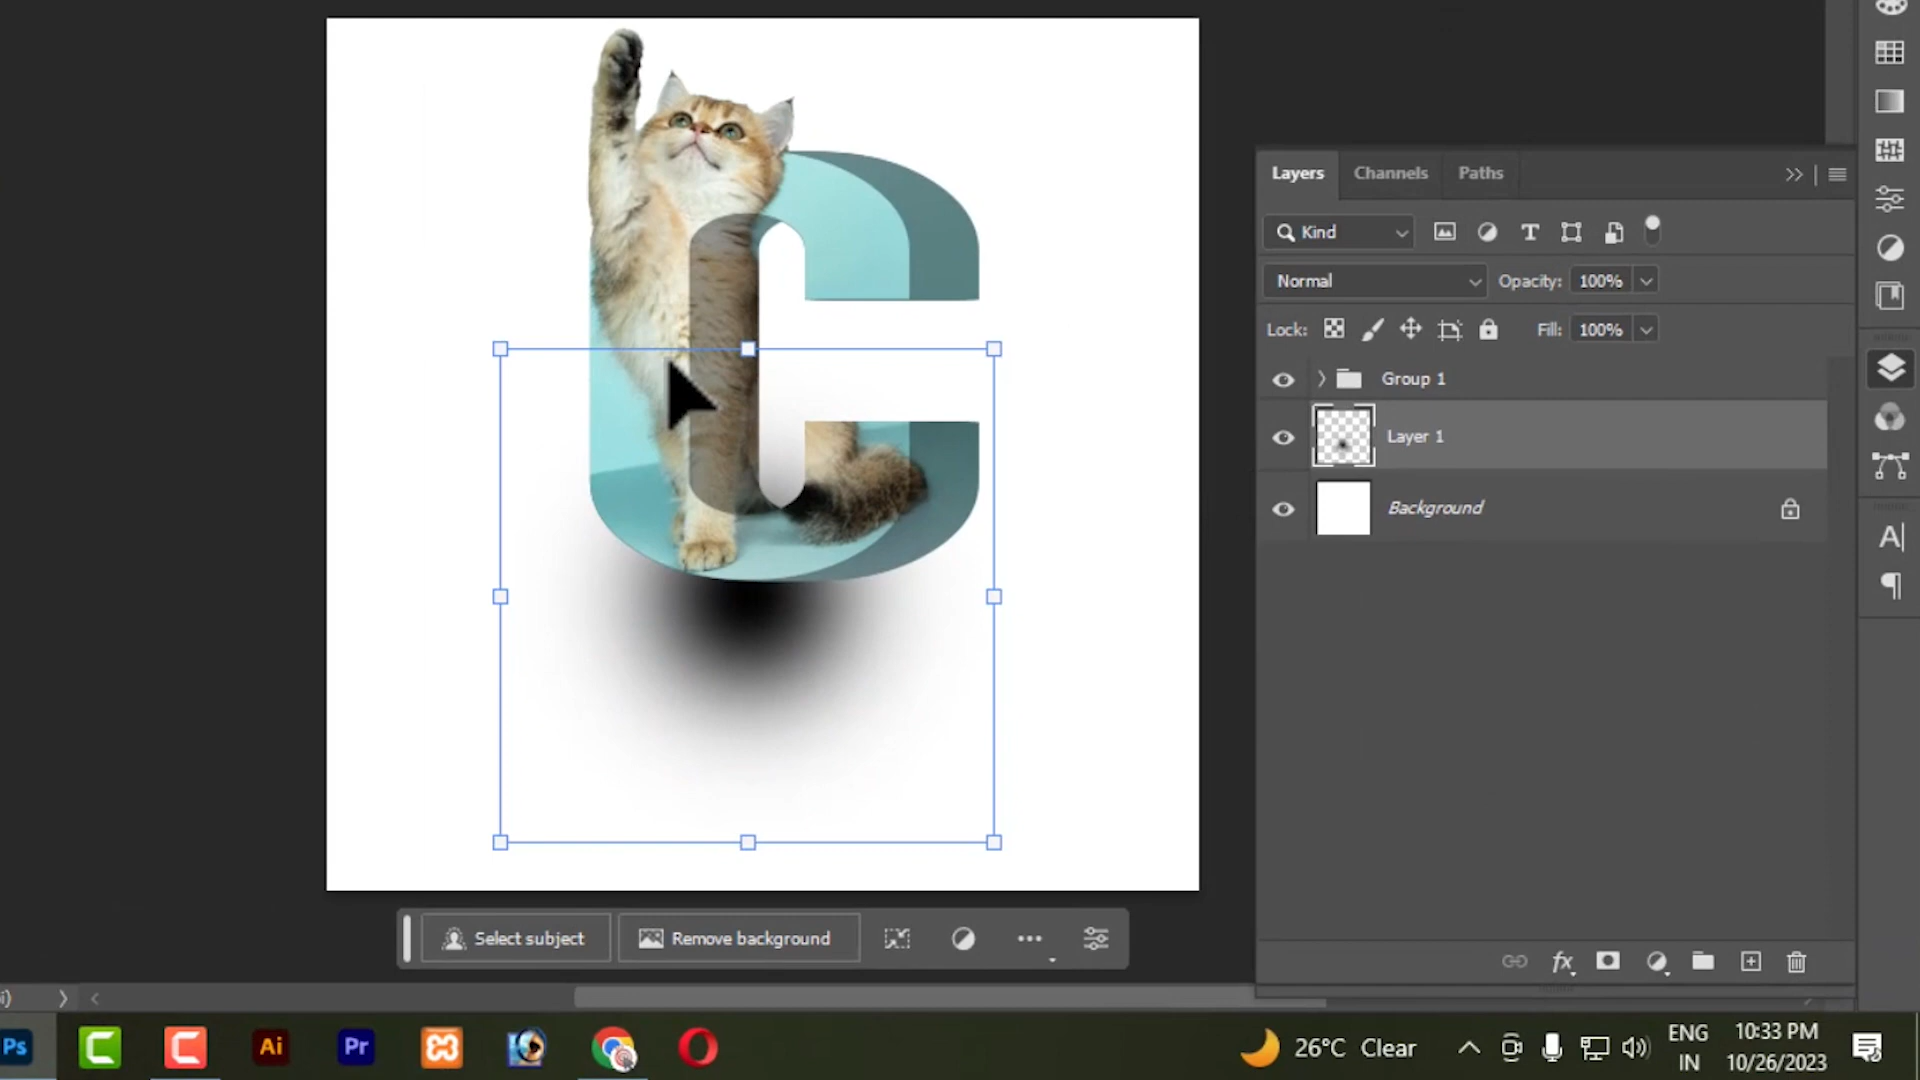 C
Layers Channels Paths
Kind
Normal Opacity: 100%
Lock: Fill: 100%
Group 1
Layer 1
Background
fx
Select subject Remove background
Ps
Ai
Pr
26°C Clear
ENG
IN
10:33 PM
10/26/2023